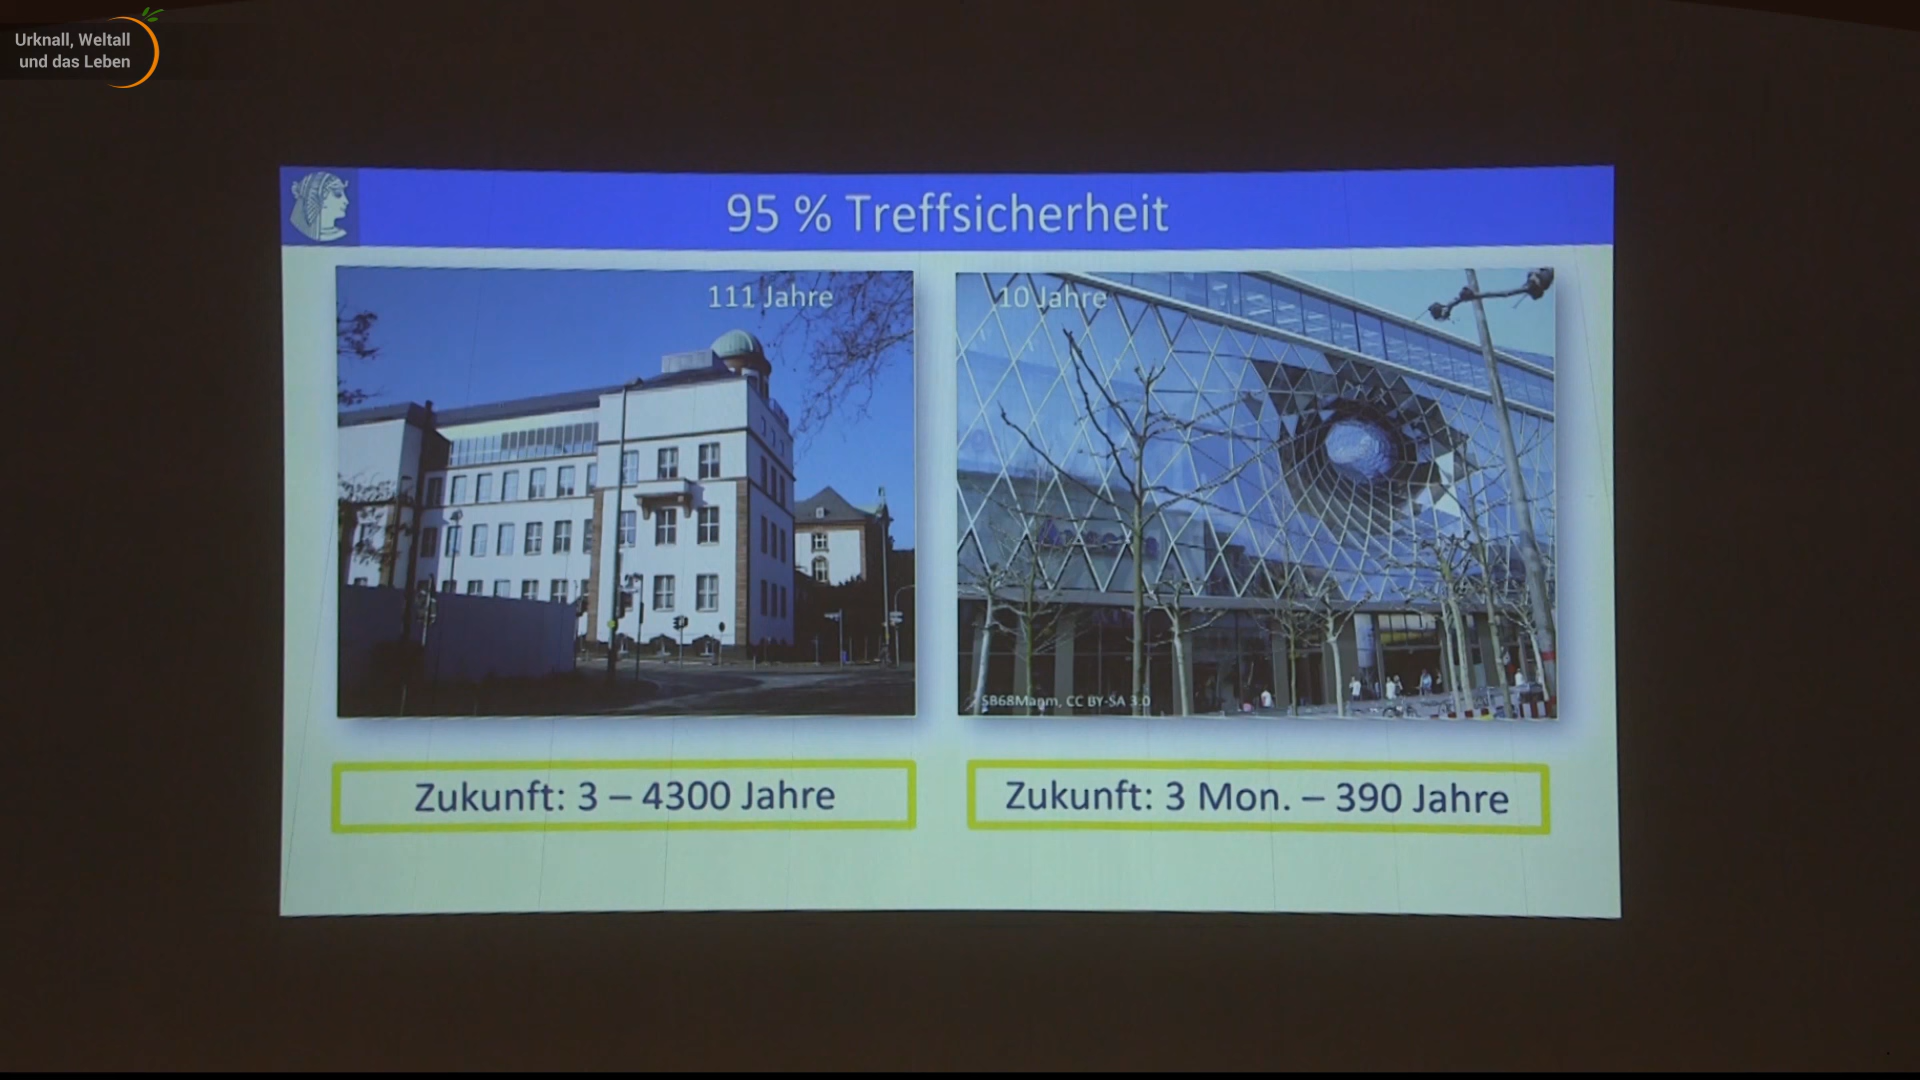 Urknall, Weltall
und das Leben
95 % Treffsicherheit
111 Jahre
10 Jahre
SB68Mannm, CC BY-SA 3.0
Zukunft: 3 – 4300 Jahre
Zukunft: 3 Mon. – 390 Jahre